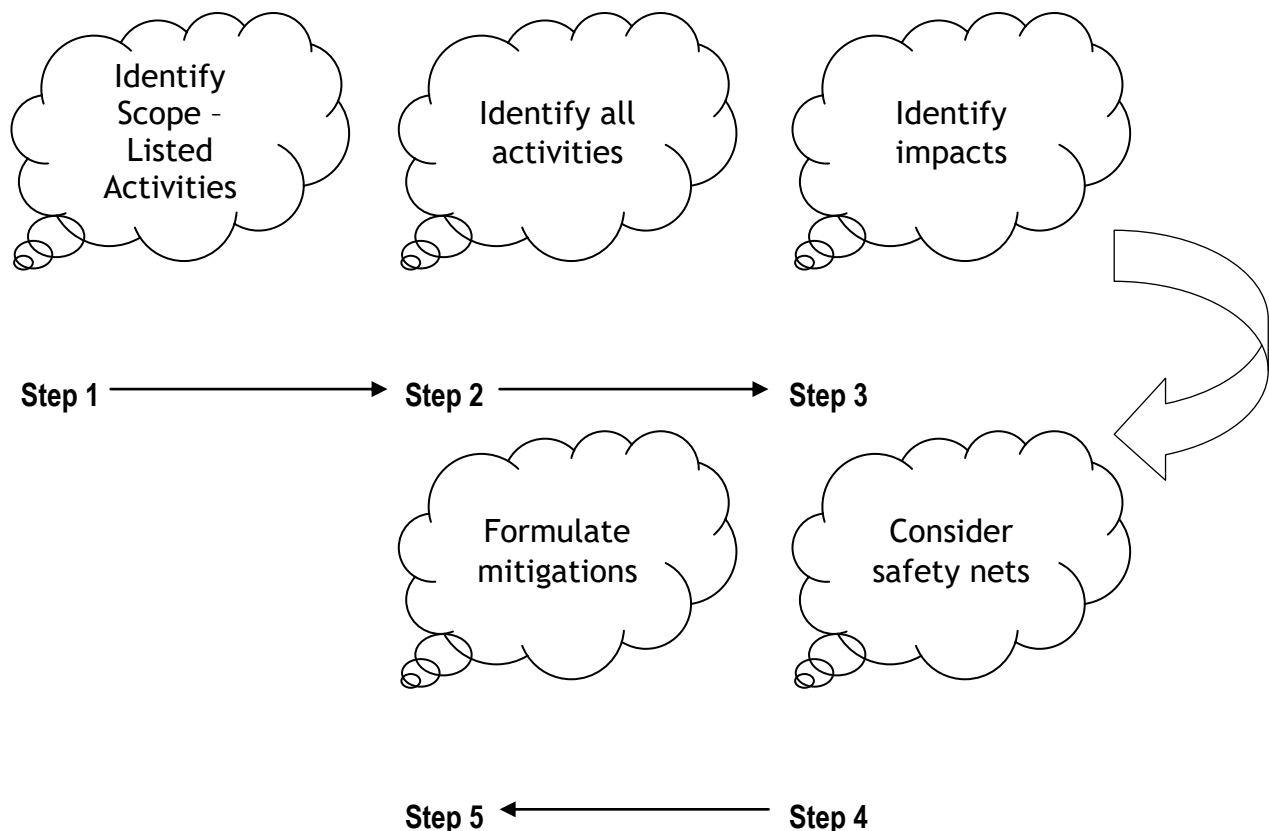 Identify
Scope –
Listed
Activities
Identify all
activities
Identify
impacts
Step 1
Step 2
Step 3
Formulate
mitigations
Consider
safety nets
Step 5
Step 4